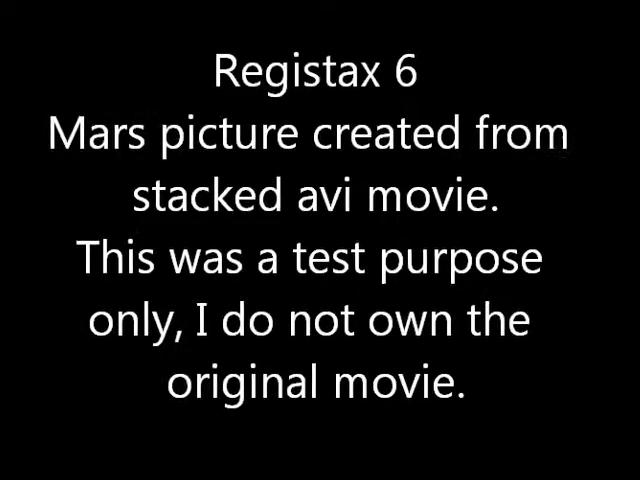 Registax 6
Mars picture created from
stacked avi movie.
This was a test purpose
only, I do not own the
original movie.